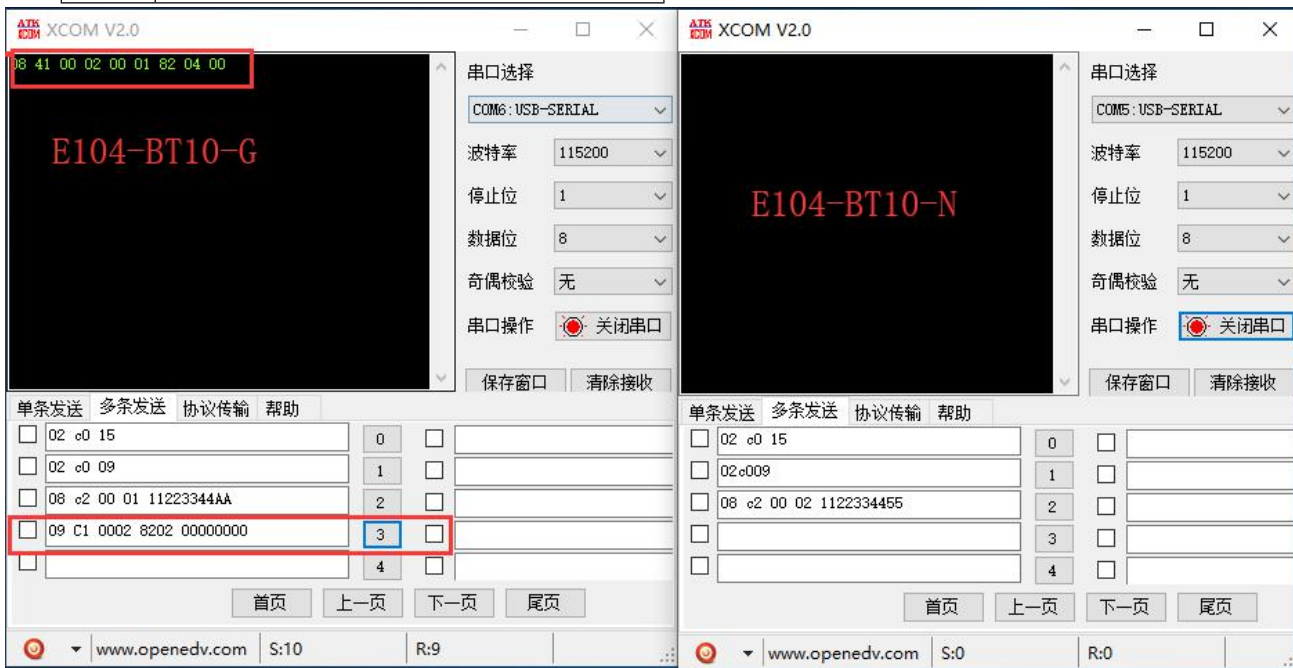 XCOM V2.0
08 41 00 02 00 01 82 04 00
E104-BT10-G
串口选择
COM6:USB-SERIAL
波特率
115200
停止位
1
数据位
8
奇偶校验
无
串口操作
关闭串口
保存窗口
清除接收
单条发送 多条发送 协议传输 帮助
02 c0 15
0
02 c0 09
1
08 c2 00 01 11223344AA
2
09 C1 0002 8202 00000000
3
4
首页 上一页 下一页 尾页
www.openedv.com S:10 R:9
XCOM V2.0
E104-BT10-N
串口选择
COM5:USB-SERIAL
波特率
115200
停止位
1
数据位
8
奇偶校验
无
串口操作
关闭串口
保存窗口
清除接收
单条发送 多条发送 协议传输 帮助
02 c0 15
0
02c009
1
08 c2 00 02 1122334455
2
3
4
首页 上一页 下一页 尾页
www.openedv.com S:0 R:0